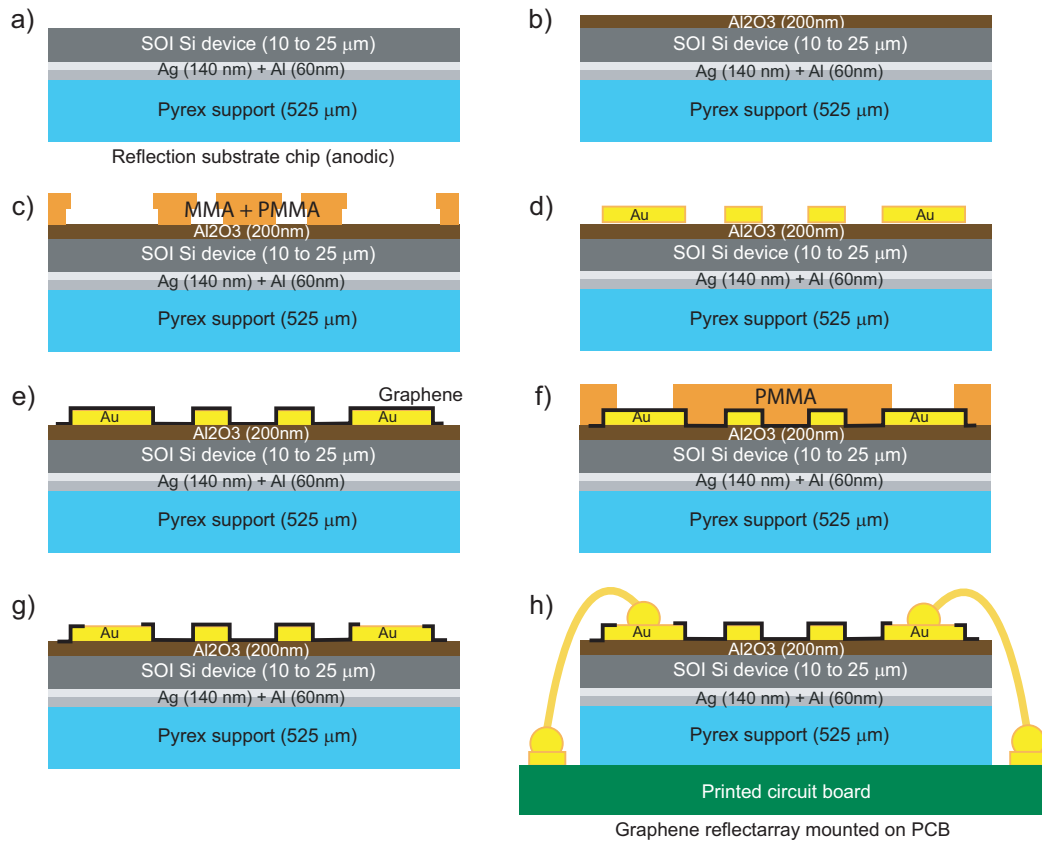 a)
SOI Si device (10 to 25 μm)
Ag (140 nm) + Al (60nm)
Pyrex support (525 μm)
Reflection substrate chip (anodic)
b)
Al2O3 (200nm)
SOI Si device (10 to 25 μm)
Ag (140 nm) + Al (60nm)
Pyrex support (525 μm)
c)
MMA + PMMA
Al2O3 (200nm)
SOI Si device (10 to 25 μm)
Ag (140 nm) + Al (60nm)
Pyrex support (525 μm)
d)
Au Au
Al2O3 (200nm)
SOI Si device (10 to 25 μm)
Ag (140 nm) + Al (60nm)
Pyrex support (525 μm)
e)
Graphene
Au Au
Al2O3 (200nm)
SOI Si device (10 to 25 μm)
Ag (140 nm) + Al (60nm)
Pyrex support (525 μm)
f)
PMMA
Au Au
Al2O3 (200nm)
SOI Si device (10 to 25 μm)
Ag (140 nm) + Al (60nm)
Pyrex support (525 μm)
g)
Au Au
Al2O3 (200nm)
SOI Si device (10 to 25 μm)
Ag (140 nm) + Al (60nm)
Pyrex support (525 μm)
h)
Au Au
Al2O3 (200nm)
SOI Si device (10 to 25 μm)
Ag (140 nm) + Al (60nm)
Pyrex support (525 μm)
Printed circuit board
Graphene reflectarray mounted on PCB